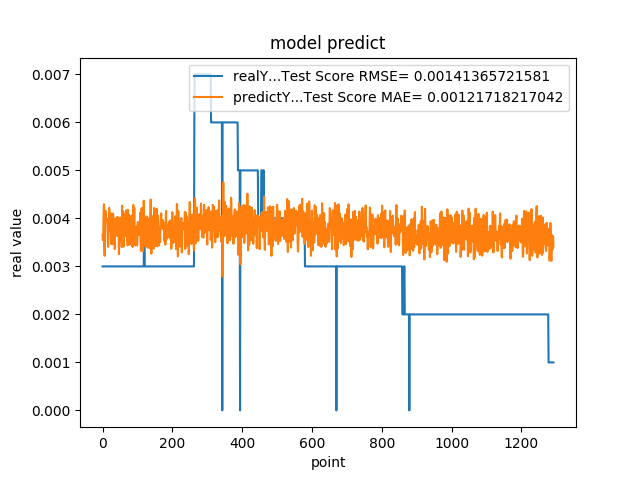 model predict
realY...Test Score RMSE= 0.00141365721581
predictY...Test Score MAE= 0.00121718217042
0.007
0.006
0.005
0.004
0.003
0.002
0.001
0.000
real value
0 200 400 600 800 1000 1200
point